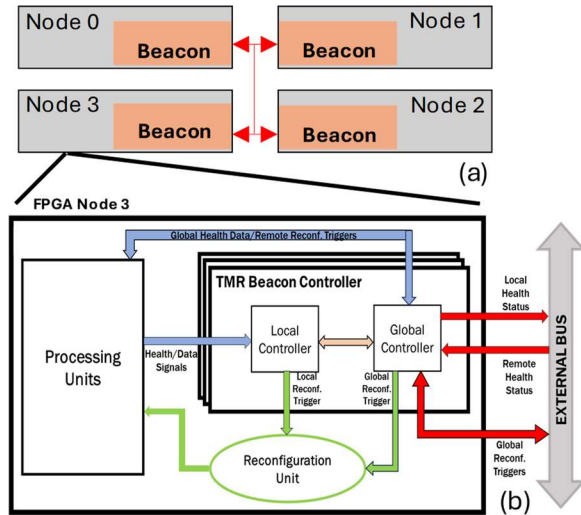 Node 0
Beacon
Node 1
Beacon
Node 3
Beacon
Node 2
Beacon
(a)
FPGA Node 3
Global Health Data/Remote Reconf. Triggers
TMR Beacon Controller
Processing
Units
Health/Data
Signals
Local
Controller
Global
Controller
Local
Reconf.
Trigger
Global
Reconf.
Trigger
Reconfiguration
Unit
Local
Health
Status
Remote
Health
Status
Global
Reconf.
Triggers
EXTERNAL BUS
(b)